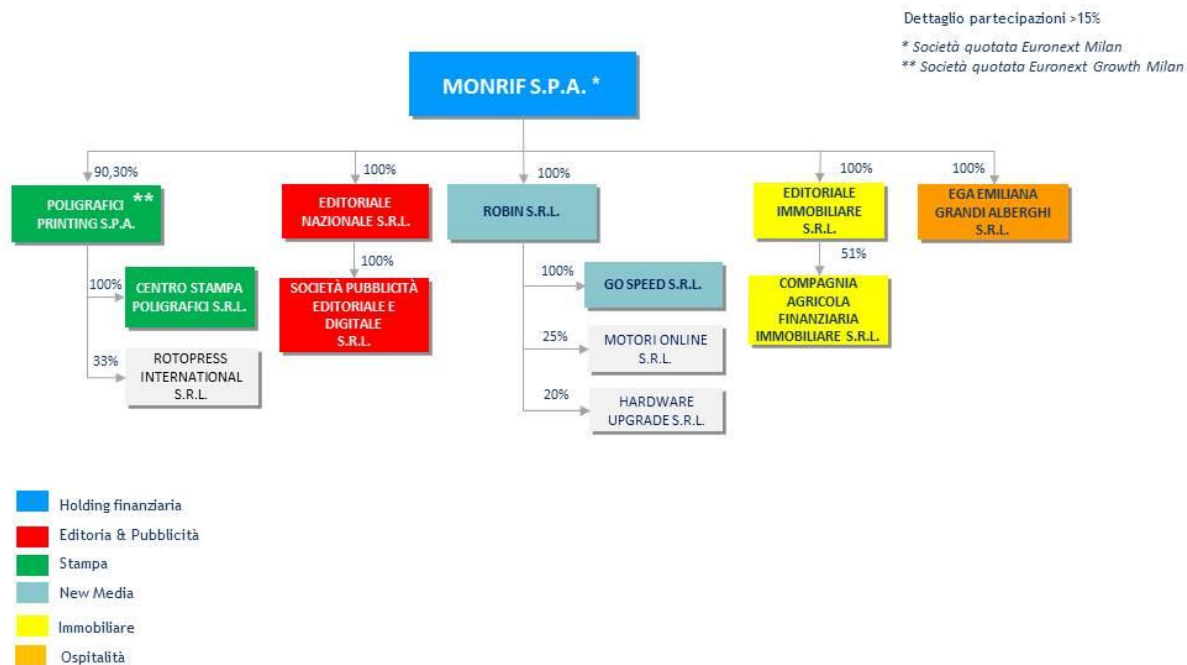 Dettaglio partecipazioni >15%
* Società quotata Euronext Milan
** Società quotata Euronext Growth Milan
MONRIF S.P.A. *
90,30%
100%
100%
100%
100%
POLIGRAFICI **
PRINTING S.P.A.
EDITORIALE
NAZIONALE S.R.L.
ROBIN S.R.L.
EDITORIALE
IMMOBILIARE
S.R.L.
EGA EMILIANA
GRANDI ALBERGHI
S.R.L.
100%
CENTRO STAMPA
POLIGRAFICI S.R.L.
33%
ROTOPRESS
INTERNATIONAL
S.R.L.
100%
SOCIETÀ PUBBLICITÀ
EDITORIALE E
DIGITALE
S.R.L.
100%
GO SPEED S.R.L.
25%
MOTORI ONLINE
S.R.L.
20%
HARDWARE
UPGRADE S.R.L.
51%
COMPAGNIA
AGRICOLA
FINANZIARIA
IMMOBILIARE S.R.L.
Holding finanziaria
Editoria & Pubblicità
Stampa
New Media
Immobiliare
Ospitalità